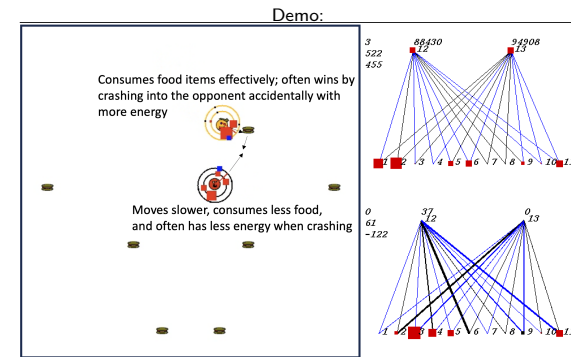 Demo:
Consumes food items effectively; often wins by
crashing into the opponent accidentally with
more energy
Moves slower, consumes less food,
and often has less energy when crashing
3
522
455
88430
12
94908
13
1 2 3 4 5 6 7 8 9 10 11
0
61
-122
37
12
0
13
1 2 3 4 5 6 7 8 9 10 11